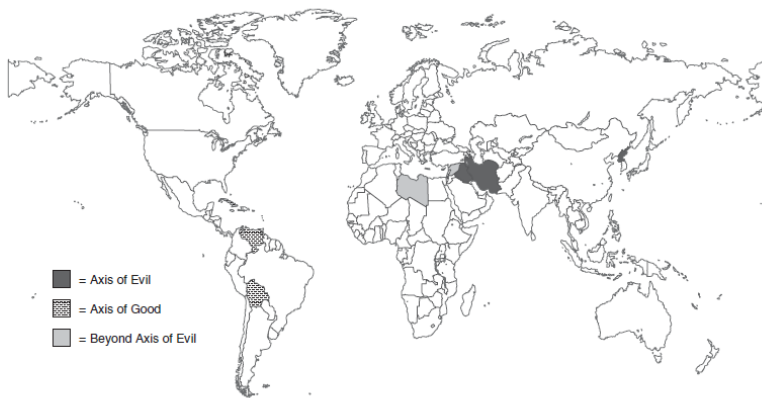 = Axis of Evil
= Axis of Good
= Beyond Axis of Evil